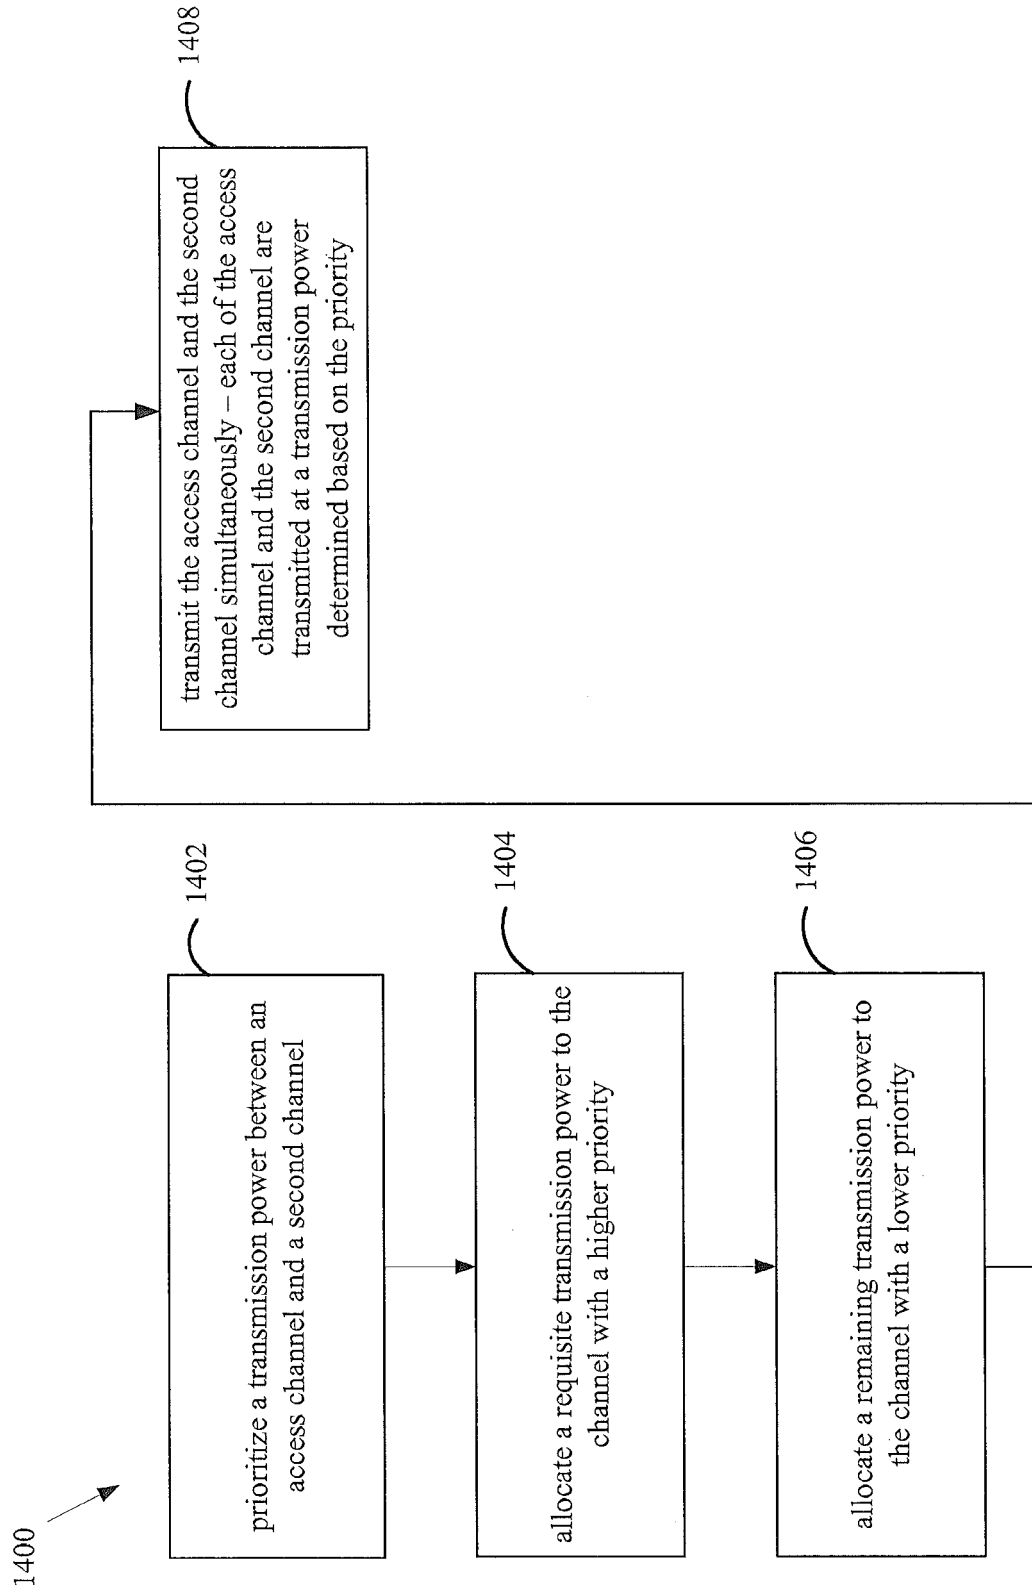 1400
1402
prioritize a transmission power between an
access channel and a second channel
1404
allocate a requisite transmission power to the
channel with a higher priority
1406
allocate a remaining transmission power to
the channel with a lower priority
1408
transmit the access channel and the second
channel simultaneously – each of the access
channel and the second channel are
transmitted at a transmission power
determined based on the priority